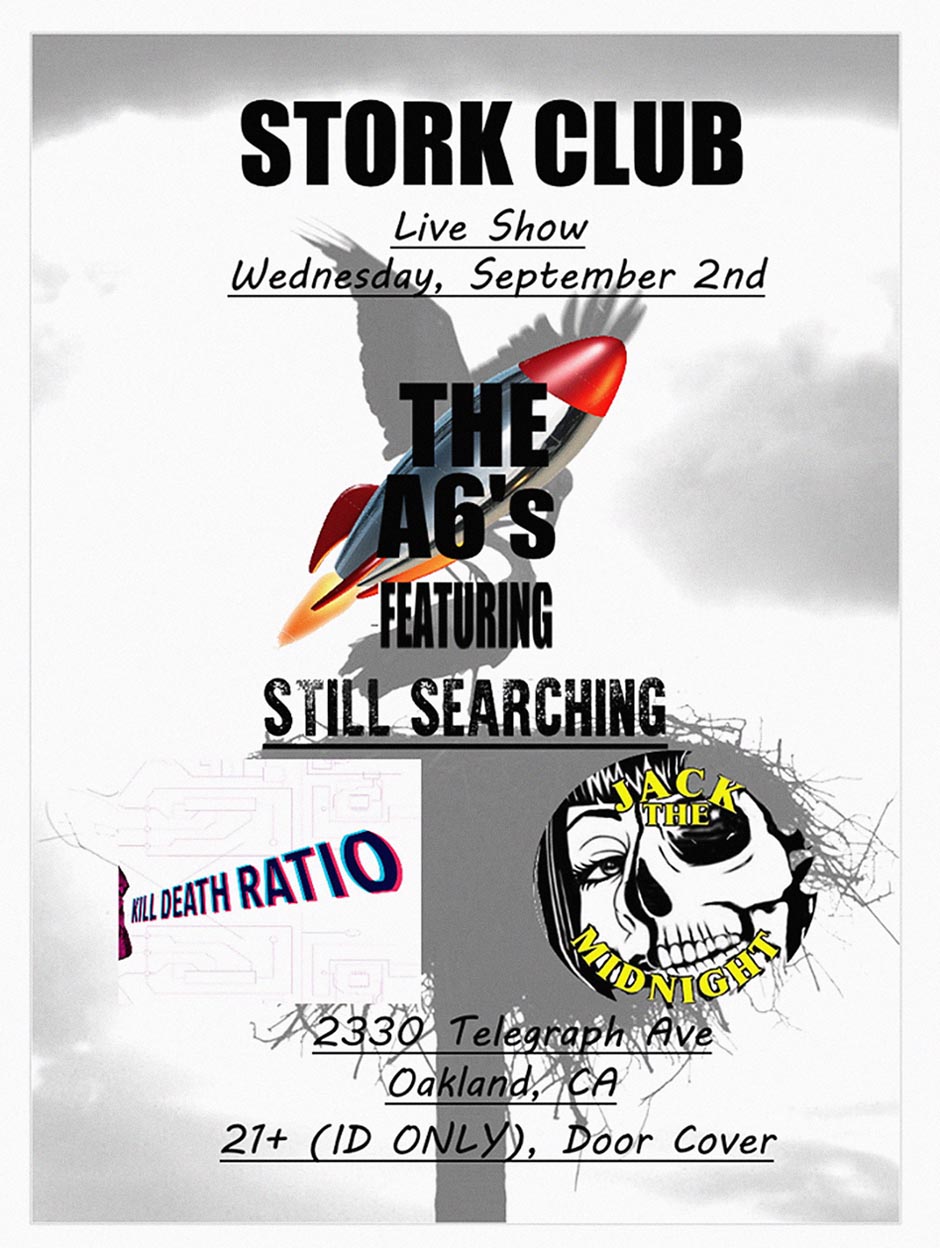 STORK CLUB
Live Show
Wednesday, September 2nd
THE
A6's
FEATURING
STILL SEARCHING
KILL DEATH RATIO
JACK
THE
MIDNIGHT
2330 Telegraph Ave
Oakland, CA
21+ (ID ONLY), Door Cover